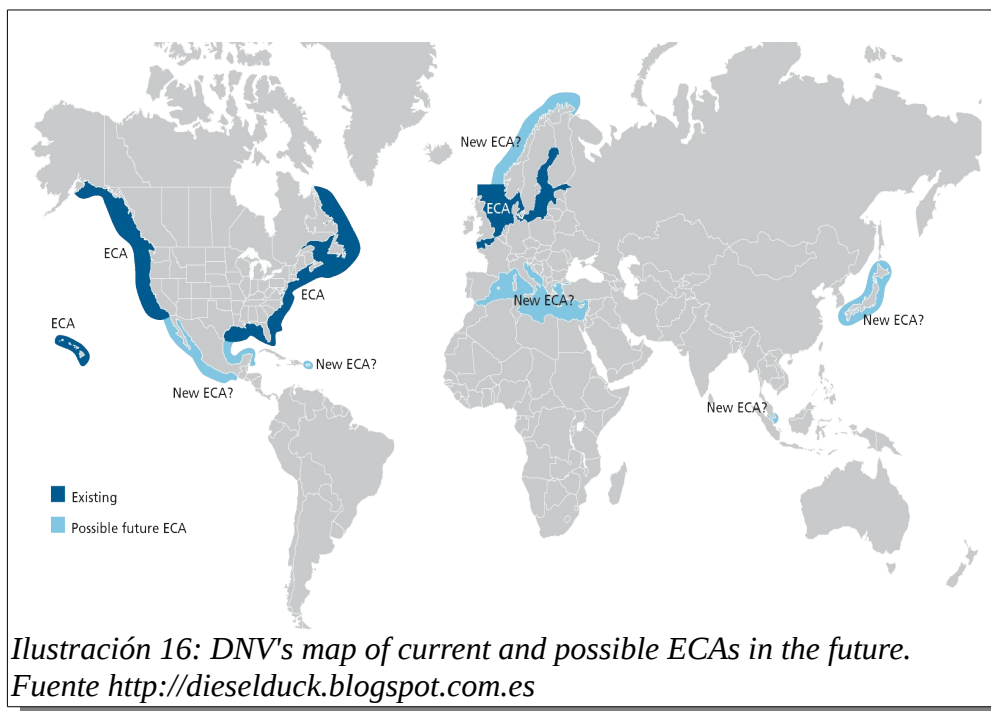 New ECA?
ECA
ECA
ECA
ECA
New ECA?
New ECA?
New ECA?
New ECA?
New ECA?
Existing
Possible future ECA
Ilustración 16: DNV's map of current and possible ECAs in the future.
Fuente http://dieselduck.blogspot.com.es